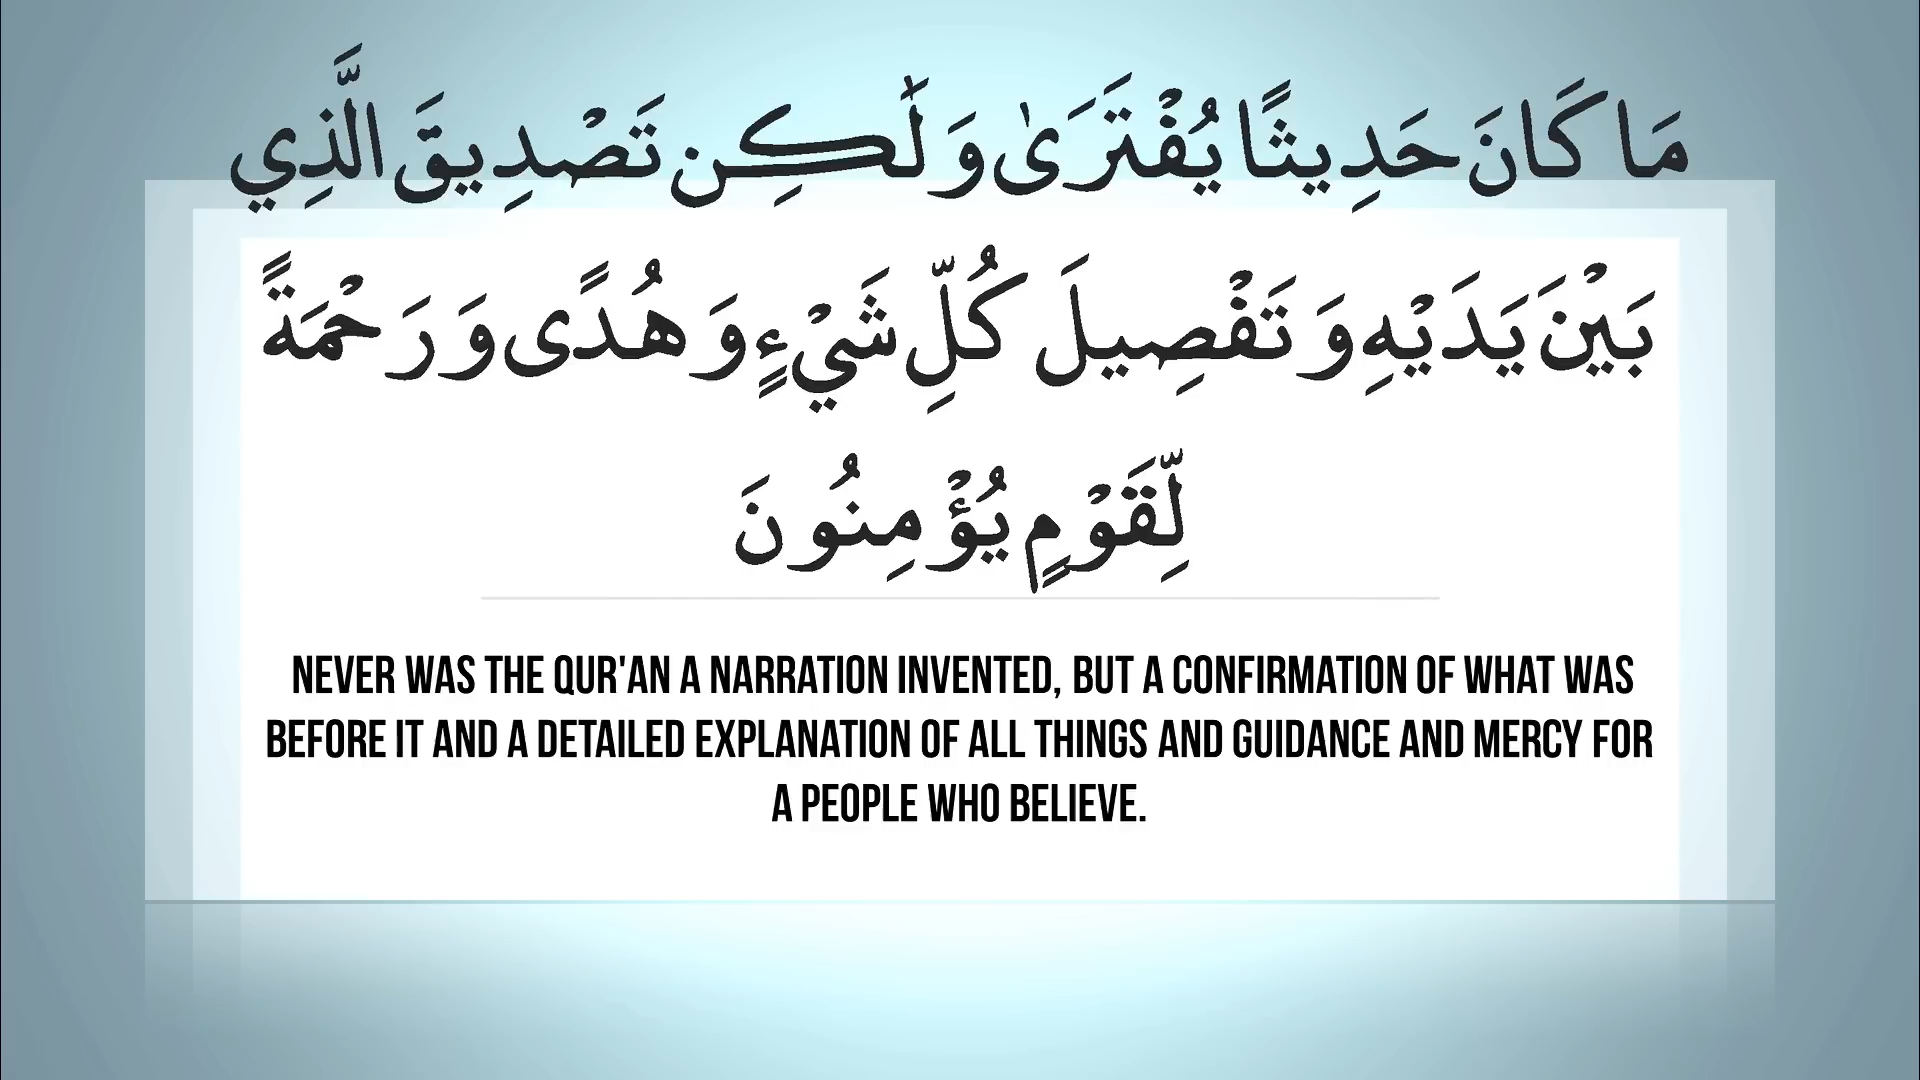 مَا كَانَ حَدِيثًا يُفْتَرَىٰ وَلَٰكِن تَصْدِيقَ الَّذِي
بَيْنَ يَدَيْهِ وَتَفْصِيلَ كُلِّ شَيْءٍ وَهُدًى وَرَحْمَةً
لِّقَوْمٍ يُؤْمِنُونَ
NEVER WAS THE QUR'AN A NARRATION INVENTED, BUT A CONFIRMATION OF WHAT WAS
BEFORE IT AND A DETAILED EXPLANATION OF ALL THINGS AND GUIDANCE AND MERCY FOR
A PEOPLE WHO BELIEVE.